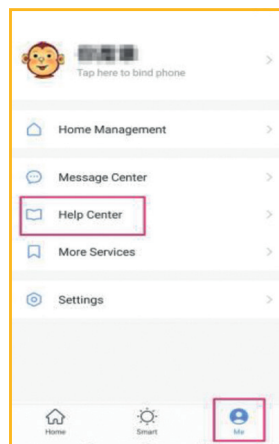 Tap here to bind phone
Home Management
Message Center
Help Center
More Services
Settings
Home
Smart
Me